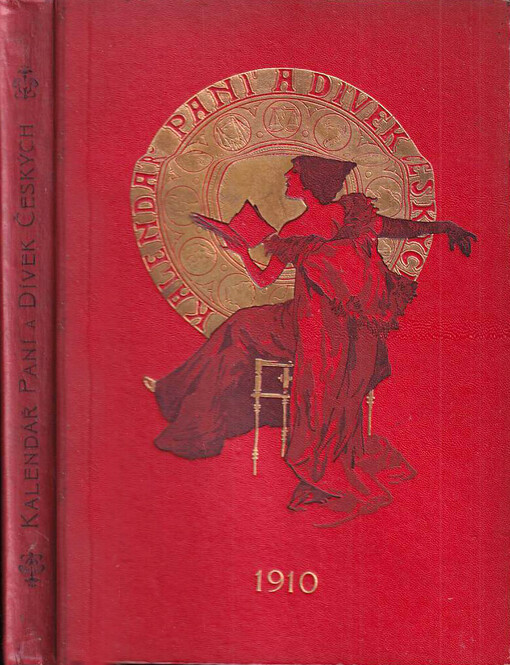 KALENDÁŘ PANÍ A DÍVEK ČESKÝCH
KALENDÁŘ PANÍ A DÍVEK ČESKÝCH
1910